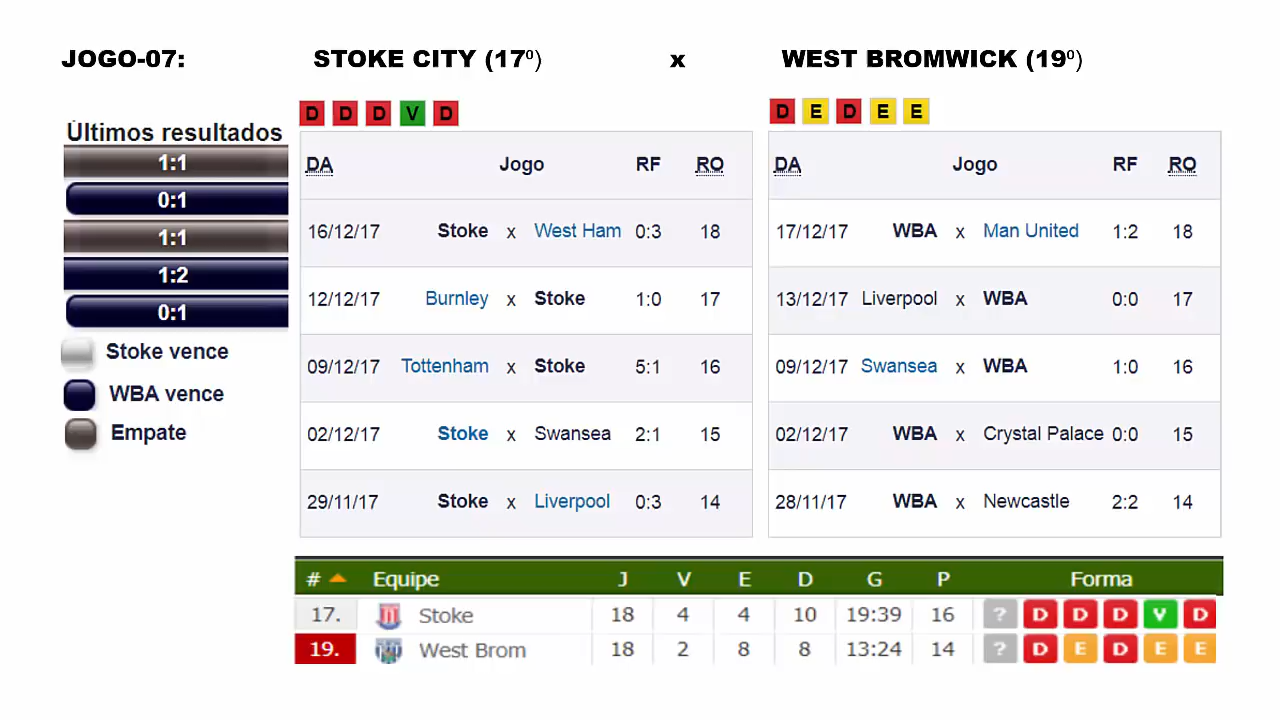 JOGO-07: STOKE CITY (17º) x WEST BROMWICK (19º)
D D D V D
D E D E E
Últimos resultados
1:1
0:1
1:1
1:2
0:1
Stoke vence
WBA vence
Empate
DA Jogo RF RO
16/12/17 Stoke x West Ham 0:3 18
12/12/17 Burnley x Stoke 1:0 17
09/12/17 Tottenham x Stoke 5:1 16
02/12/17 Stoke x Swansea 2:1 15
29/11/17 Stoke x Liverpool 0:3 14
DA Jogo RF RO
17/12/17 WBA x Man United 1:2 18
13/12/17 Liverpool x WBA 0:0 17
09/12/17 Swansea x WBA 1:0 16
02/12/17 WBA x Crystal Palace 0:0 15
28/11/17 WBA x Newcastle 2:2 14
# Equipe J V E D G P Forma
17. Stoke 18 4 4 10 19:39 16 ? D D D V D
19. West Brom 18 2 8 8 13:24 14 ? D E D E E